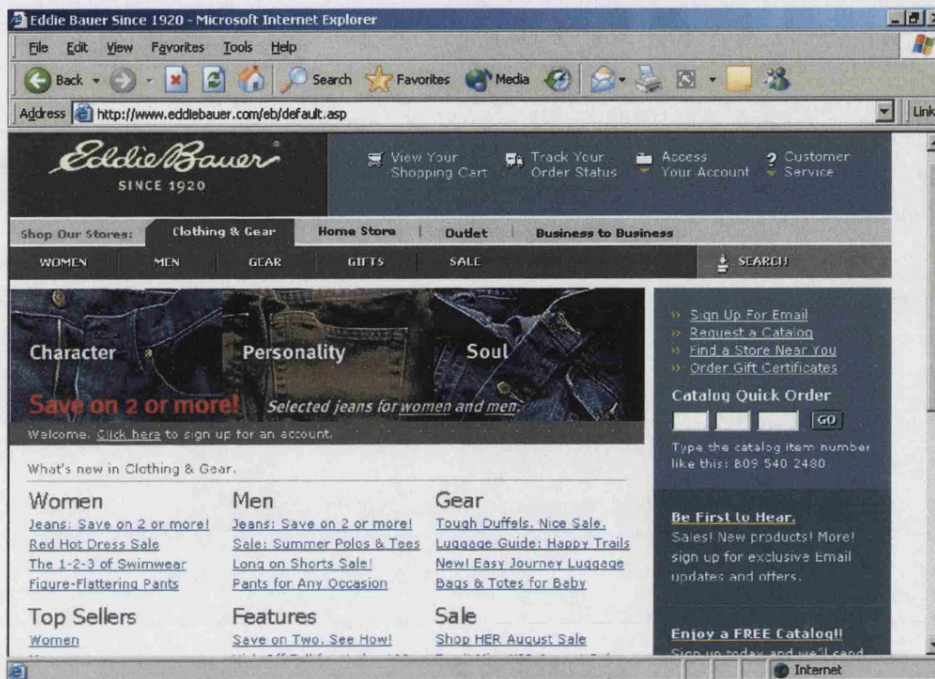 Eddie Bauer Since 1920 - Microsoft Internet Explorer
File Edit View Favorites Tools Help
Back Search Favorites Media
Address http://www.eddiebauer.com/eb/default.asp Link
Eddie Bauer
SINCE 1920
View Your Shopping Cart
Track Your Order Status
Access Your Account
Customer Service
Shop Our Stores: Clothing & Gear Home Store Outlet Business to Business
WOMEN MEN GEAR GIFTS SALE SEARCH
Character Personality Soul
Save on 2 or more! Selected jeans for women and men.
Welcome. Click here to sign up for an account.
What's new in Clothing & Gear.
Women
Jeans: Save on 2 or more!
Red Hot Dress Sale
The 1-2-3 of Swimwear
Figure-Flattering Pants
Men
Jeans: Save on 2 or more!
Sale: Summer Polos & Tees
Long on Shorts Sale!
Pants for Any Occasion
Gear
Tough Duffels, Nice Sale.
Luggage Guide: Happy Trails
New! Easy Journey Luggage
Bags & Totes for Baby
Top Sellers
Women
Features
Save on Two. See How!
Sale
Shop HER August Sale
» Sign Up For Email
» Request a Catalog
» Find a Store Near You
» Order Gift Certificates
Catalog Quick Order
GO
Type the catalog item number
like this: B09 540 2480
Be First to Hear.
Sales! New products! More!
sign up for exclusive Email
updates and offers.
Enjoy a FREE Catalog!!
Sign up today and we'll send
Internet